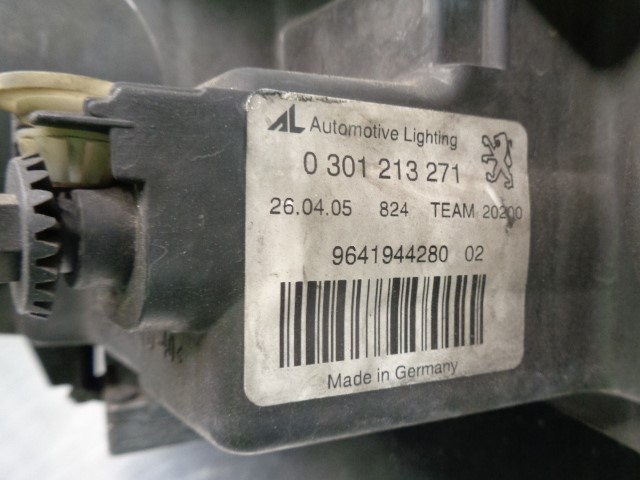 AL Automotive Lighting
0 301 213 271
26.04.05 824 TEAM 20200
9641944280 02
Made in Germany